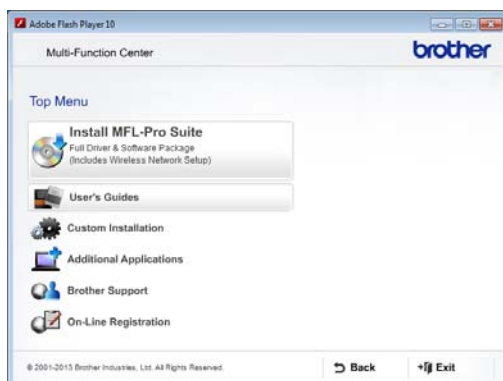 Adobe Flash Player 10
Multi-Function Center
brother
Top Menu
Install MFL-Pro Suite
Full Driver & Software Package
(Includes Wireless Network Setup)
User's Guides
Custom Installation
Additional Applications
Brother Support
On-Line Registration
© 2001-2013 Brother Industries, Ltd. All Rights Reserved.
Back
Exit